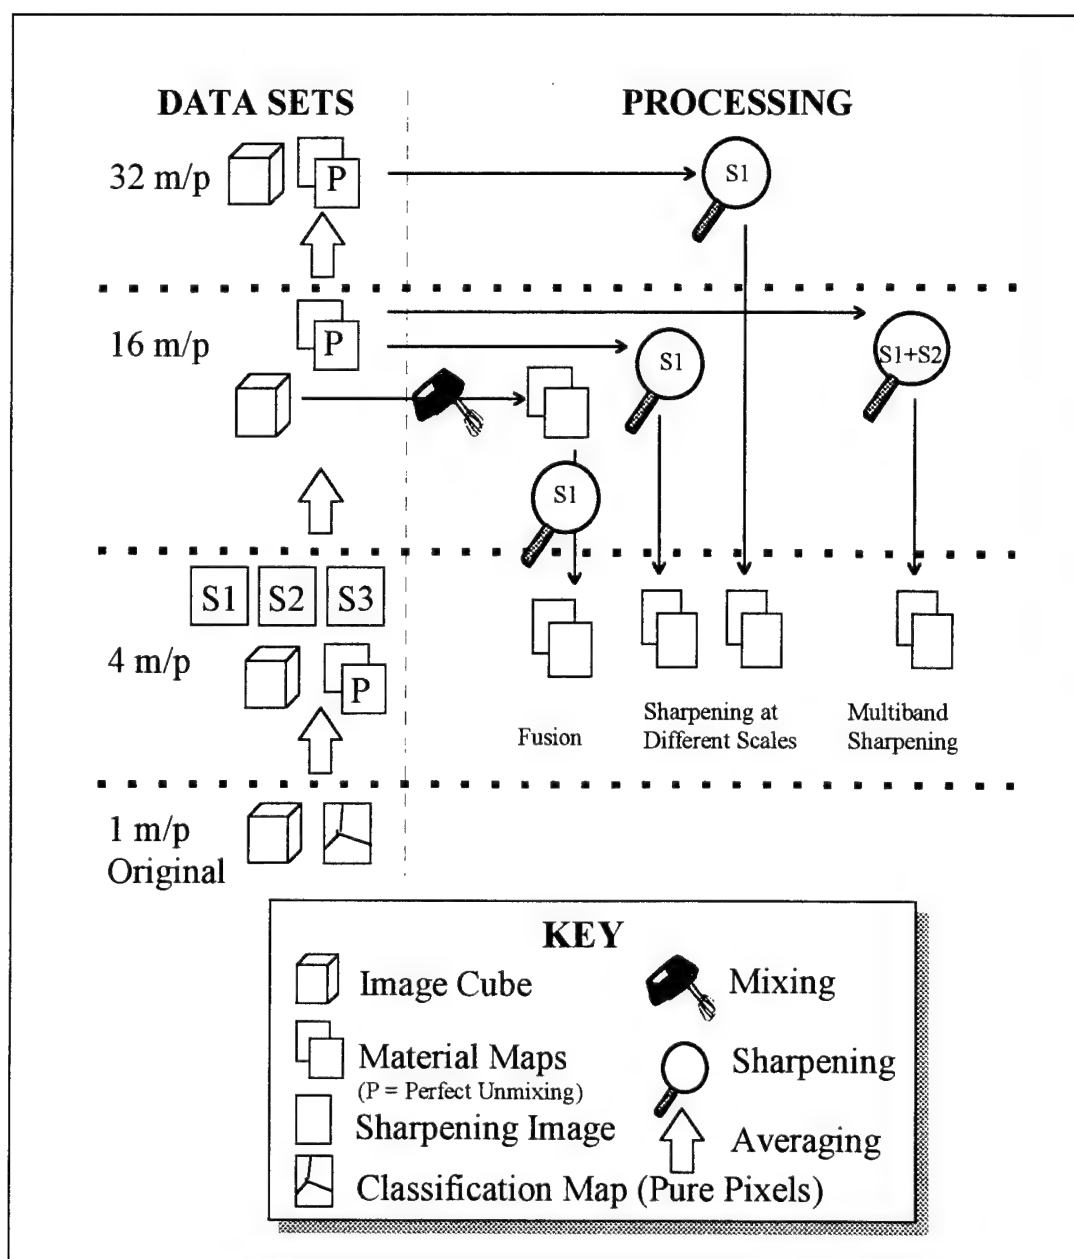 DATA SETS
PROCESSING
32 m/p
P
S1
16 m/p
P
S1
S1+S2
S1
S1 S2 S3
4 m/p
P
Fusion
Sharpening at
Different Scales
Multiband
Sharpening
1 m/p
Original
KEY
Image Cube
Mixing
Material Maps
(P = Perfect Unmixing)
Sharpening
Sharpening Image
Averaging
Classification Map (Pure Pixels)